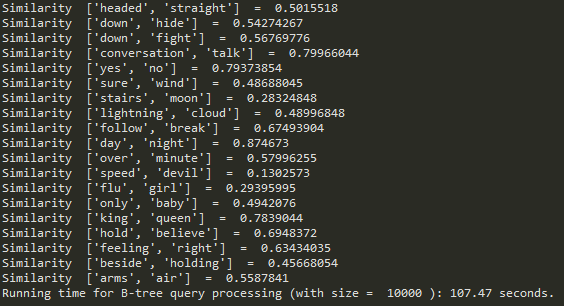 Similarity  ['headed', 'straight']  =  0.5015518
Similarity  ['down', 'hide']  =  0.54274267
Similarity  ['down', 'fight']  =  0.56769776
Similarity  ['conversation', 'talk']  =  0.79966044
Similarity  ['yes', 'no']  =  0.79373854
Similarity  ['sure', 'wind']  =  0.48688045
Similarity  ['stairs', 'moon']  =  0.28324848
Similarity  ['lightning', 'cloud']  =  0.48996848
Similarity  ['follow', 'break']  =  0.67493904
Similarity  ['day', 'night']  =  0.874673
Similarity  ['over', 'minute']  =  0.57996255
Similarity  ['speed', 'devil']  =  0.1302573
Similarity  ['flu', 'girl']  =  0.29395995
Similarity  ['only', 'baby']  =  0.4942076
Similarity  ['king', 'queen']  =  0.7839044
Similarity  ['hold', 'believe']  =  0.6948372
Similarity  ['feeling', 'right']  =  0.63434035
Similarity  ['beside', 'holding']  =  0.45668054
Similarity  ['arms', 'air']  =  0.5587841
Running time for B-tree query processing (with size =  10000 ): 107.47 seconds.